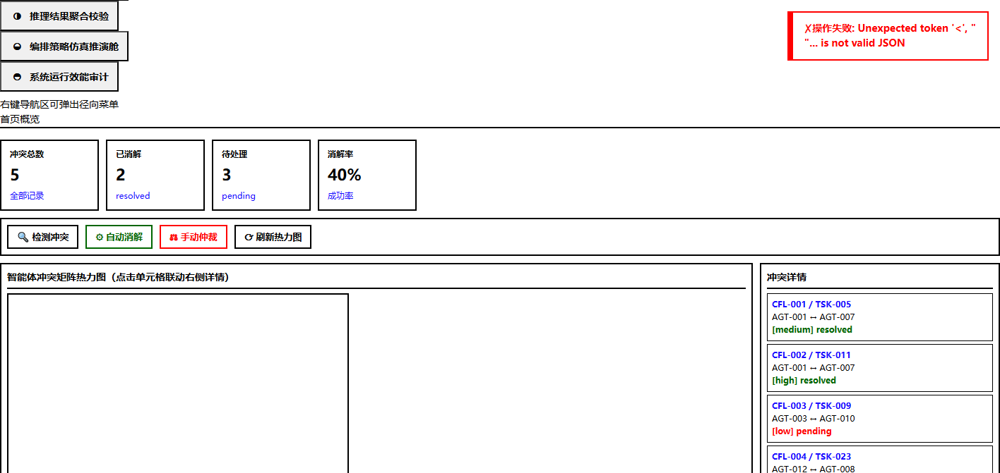 ◑ 推理结果聚合校验
◒ 编排策略仿真推演舱
◓ 系统运行效能审计
右键导航区可弹出径向菜单
首页概览
✗操作失败: Unexpected token '<', "
"... is not valid JSON
冲突总数
5
全部记录
已消解
2
resolved
待处理
3
pending
消解率
40%
成功率
🔍 检测冲突
⚙ 自动消解
手动仲裁
⟳ 刷新热力图
智能体冲突矩阵热力图（点击单元格联动右侧详情）
冲突详情
CFL-001 / TSK-005
AGT-001 ↔ AGT-007
[medium] resolved
CFL-002 / TSK-011
AGT-001 ↔ AGT-007
[high] resolved
CFL-003 / TSK-009
AGT-003 ↔ AGT-010
[low] pending
CFL-004 / TSK-023
AGT-012 ↔ AGT-008